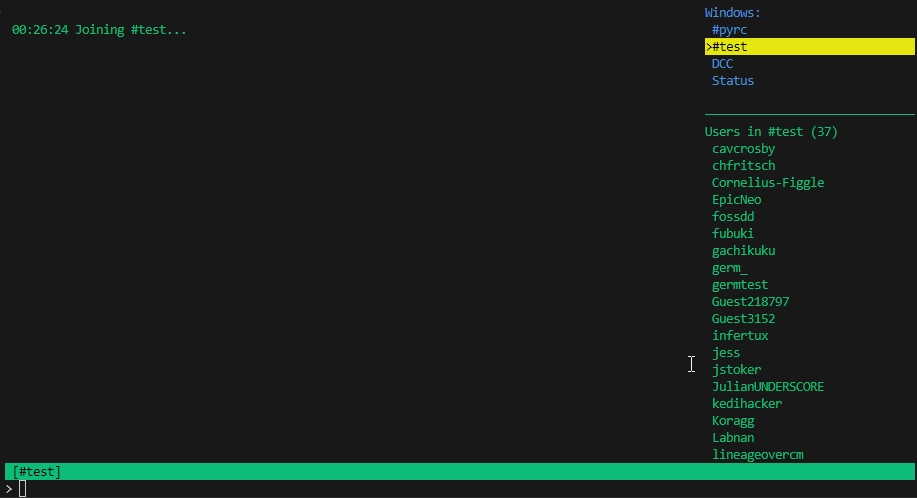 00:26:24 Joining #test...
Windows:
#pyrc
>#test
DCC
Status
Users in #test (37)
cavcrosby
chfritsch
Cornelius-Figgle
EpicNeo
fossdd
fubuki
gachikuku
germ_
germtest
Guest218797
Guest3152
infertux
jess
jstoker
JulianUNDERSCORE
kedihacker
Koragg
Labnan
lineageovercm
[#test]
>